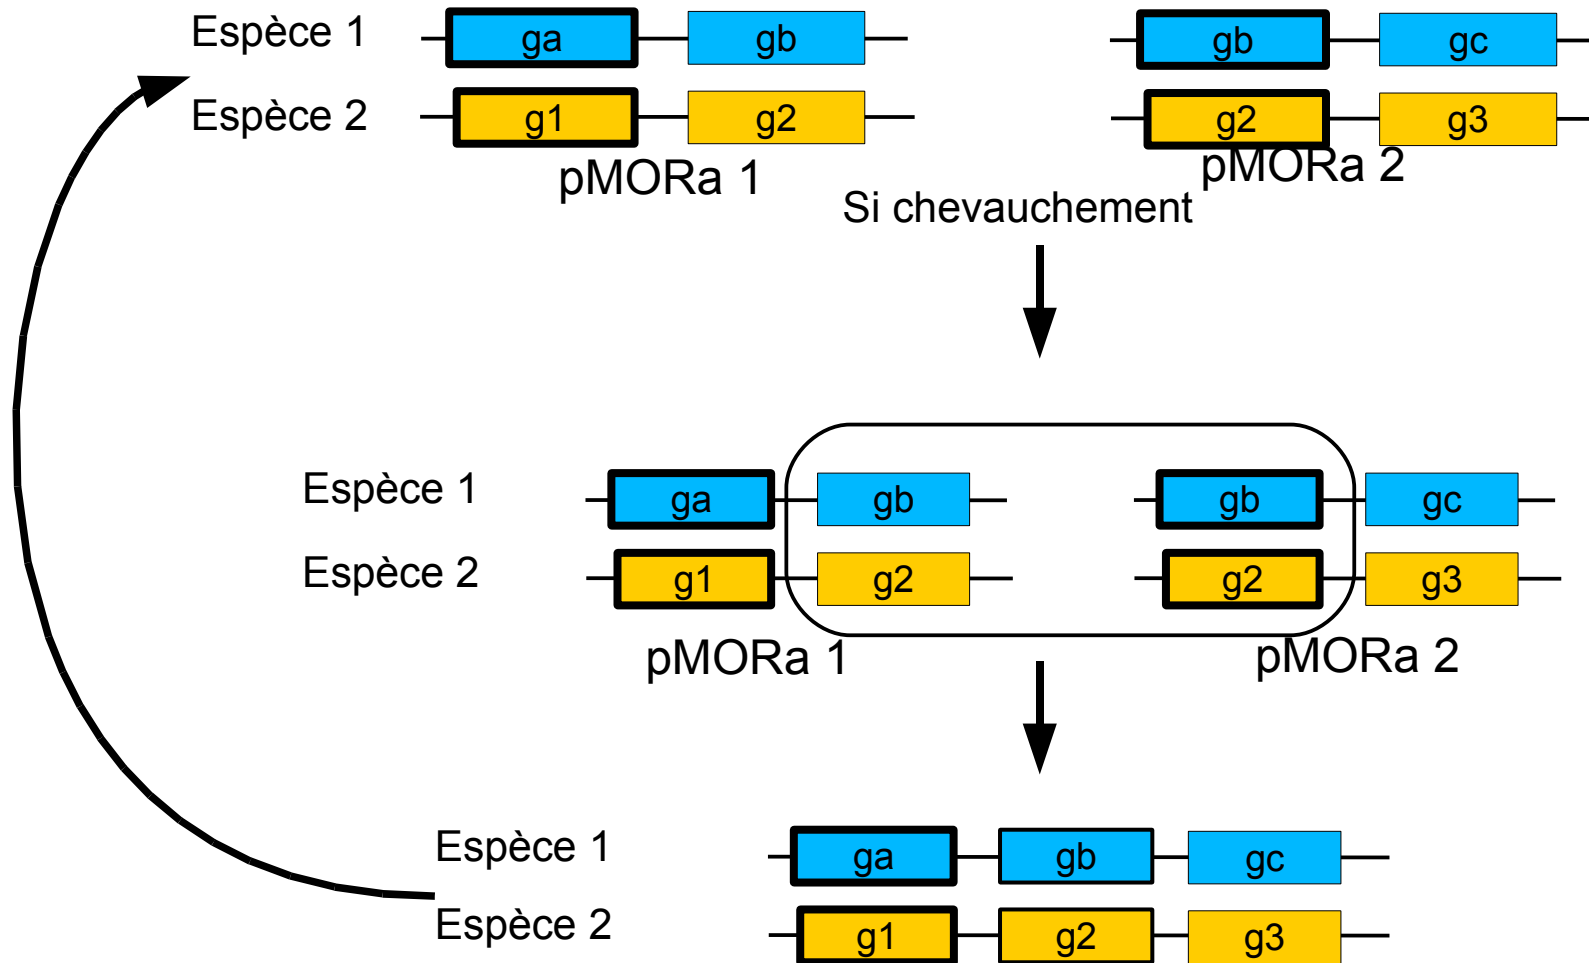 Espèce 1 ga gb gb gc
Espèce 2 g1 g2 g2 g3
pMORa 1 pMORa 2
Si chevauchement
Espèce 1 ga gb gb gc
Espèce 2 g1 g2 g2 g3
pMORa 1 pMORa 2
Espèce 1 ga gb gc
Espèce 2 g1 g2 g3